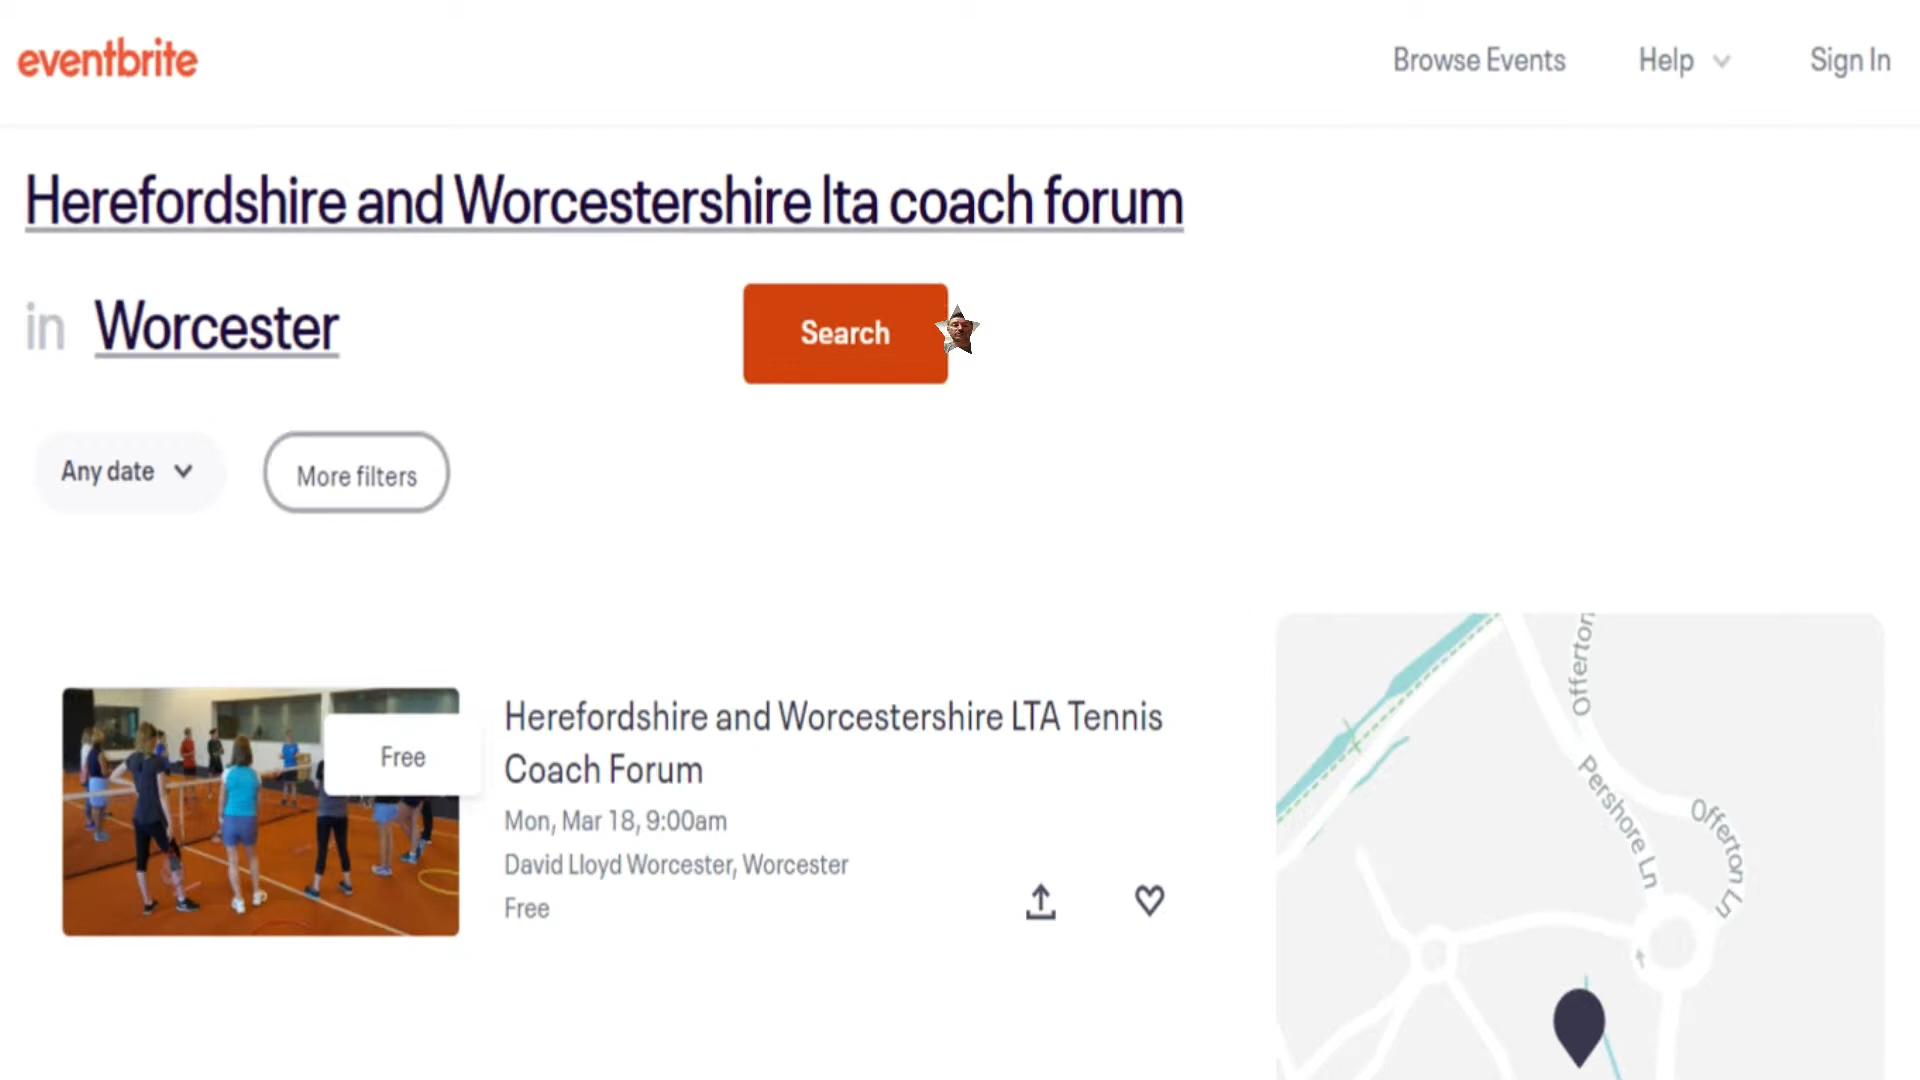 eventbrite
Browse Events
Help
Sign In
Herefordshire and Worcestershire lta coach forum
in Worcester
Search
Any date
More filters
Free
Herefordshire and Worcestershire LTA Tennis
Coach Forum
Mon, Mar 18, 9:00am
David Lloyd Worcester, Worcester
Free
Offerton
Pershore Ln
Offerton Ln